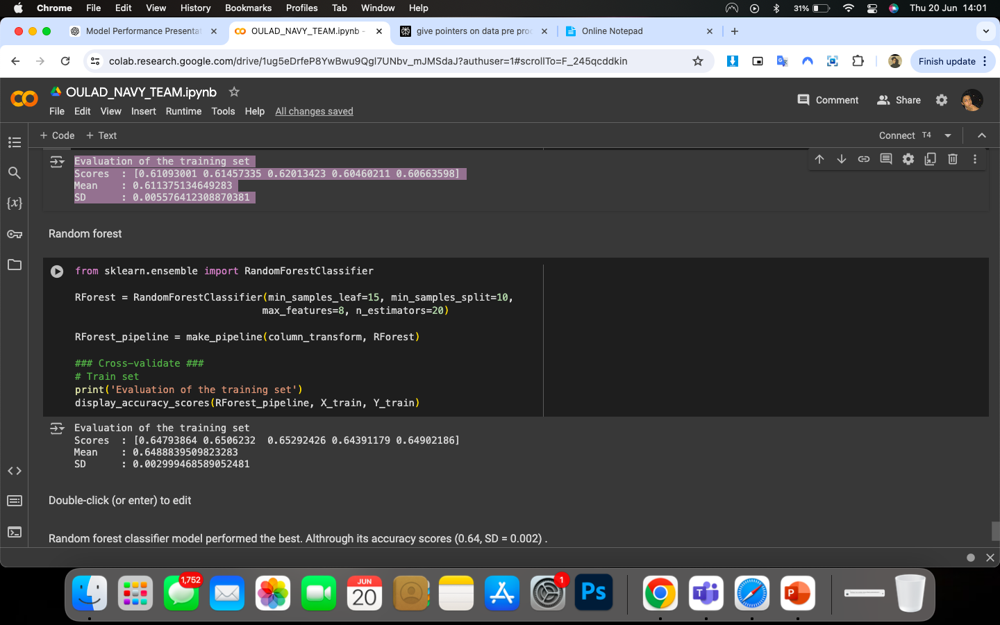 Chrome File Edit View History Bookmarks Profiles Tab Window Help 31% Thu 20 Jun 14:01
Model Performance Presenta
OULAD_NAVY_TEAM.ipynb -
give pointers on data pre pro
Online Notepad
colab.research.google.com/drive/1ug5eDrfeP8YwBwu9Qgl7UNbv_mJMSdaJ?authuser=1#scrollTo=F_245qcddkin
Finish update
OULAD_NAVY_TEAM.ipynb
Comment Share
File Edit View Insert Runtime Tools Help All changes saved
+ Code + Text
Connect T4
Evaluation of the training set
Scores : [0.61093001 0.61457335 0.62013423 0.60460211 0.60663598]
Mean : 0.611375134649283
SD : 0.005576412308870381
{x}
Random forest
from sklearn.ensemble import RandomForestClassifier
RForest = RandomForestClassifier(min_samples_leaf=15, min_samples_split=10,
max_features=8, n_estimators=20)
RForest_pipeline = make_pipeline(column_transform, RForest)
### Cross-validate ###
# Train set
print('Evaluation of the training set')
display_accuracy_scores(RForest_pipeline, X_train, Y_train)
Evaluation of the training set
Scores : [0.64793864 0.6506232 0.65292426 0.64391179 0.64902186]
Mean : 0.6488839509823283
SD : 0.002999468589052481
Double-click (or enter) to edit
Random forest classifier model performed the best. Althrough its accuracy scores (0.64, SD = 0.002) .
1,752
JUN
20
1
Ps
T
P